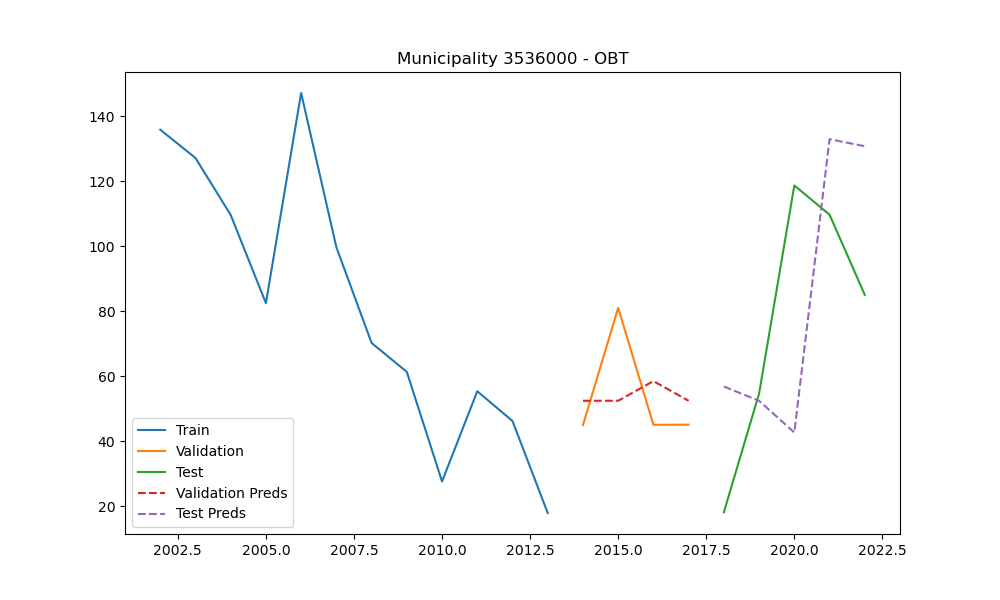 Municipality 3536000 - OBT
140
120
100
80
60
40
20
Train
Validation
Test
Validation Preds
Test Preds
2002.5 2005.0 2007.5 2010.0 2012.5 2015.0 2017.5 2020.0 2022.5